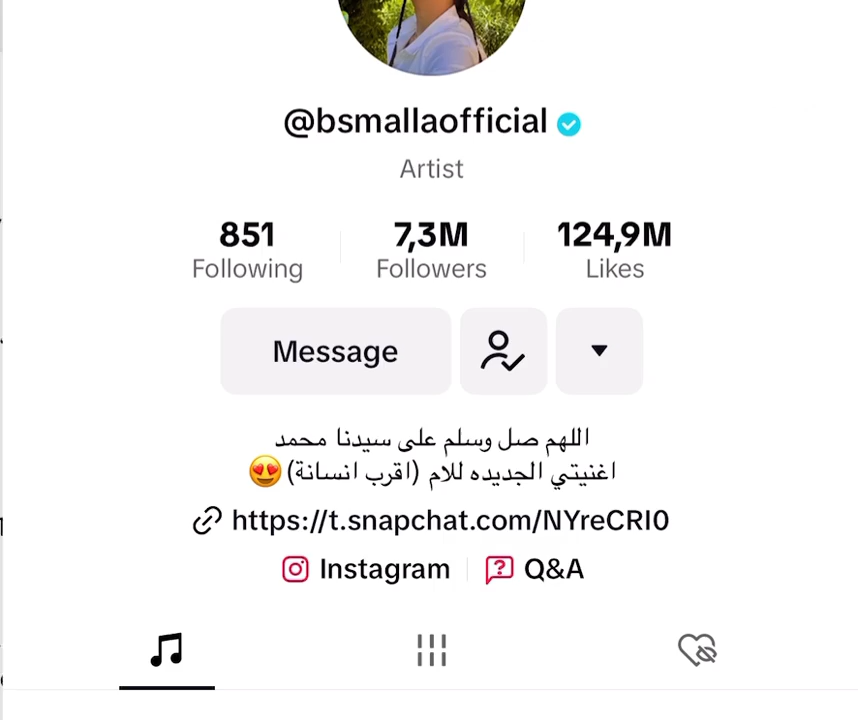 @bsmallaofficial
Artist
851 7,3M 124,9M
Following Followers Likes
Message
اللهم صل وسلم على سيدنا محمد
اغنيتي الجديده للام (اقرب انسانة)😍
https://t.snapchat.com/NYreCRI0
Instagram Q&A